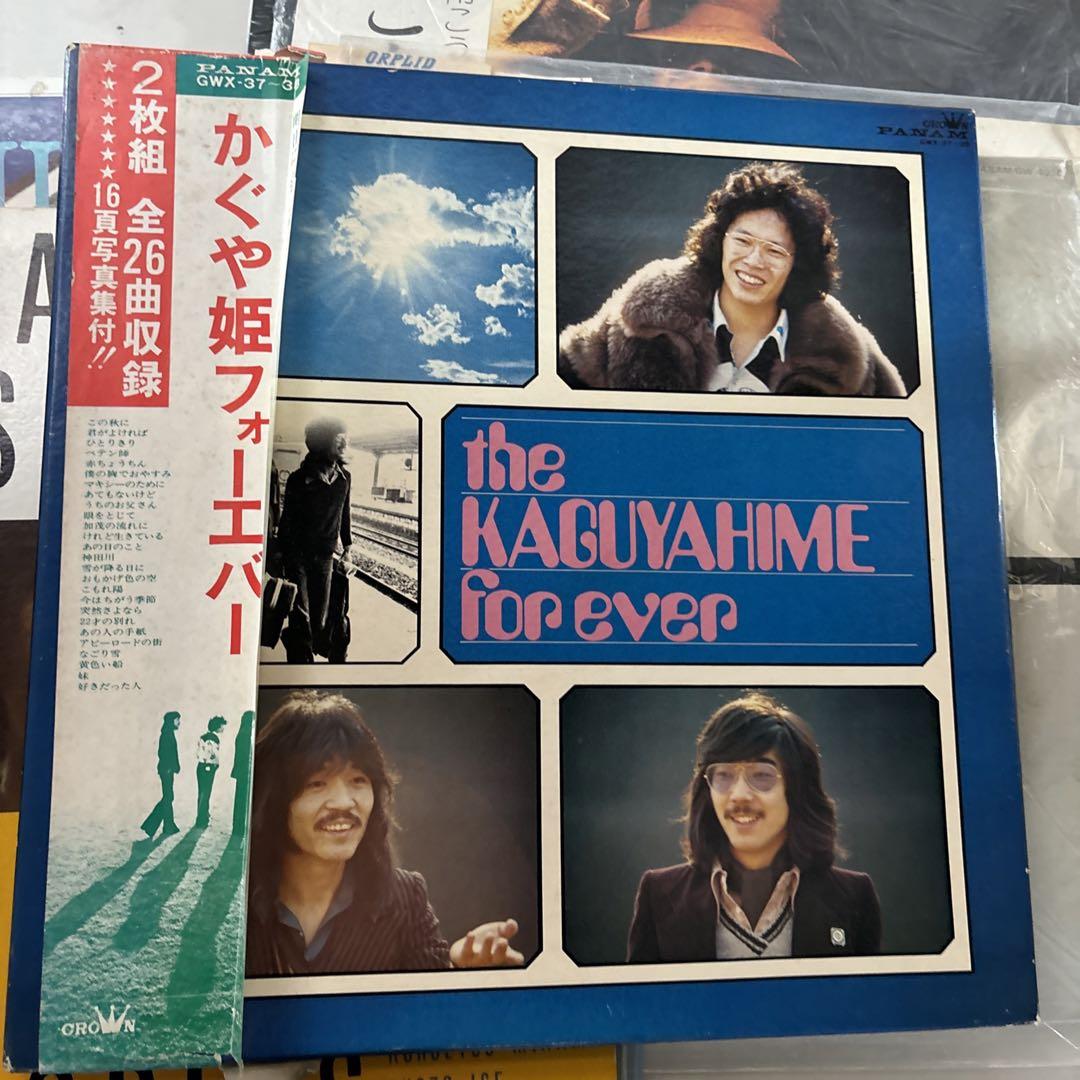 ORPLID
PANAM
GWX-37~3
2枚組 全26曲収録
★★★★★★★16頁写真集付!!
かぐや姫フォーエバー
この秋に
君がよければ
ひとりきり
ペテン師
赤ちょうちん
僕の胸でおやすみ
マキシーのために
あてもないけど
うちのお父さん
眼をとじて
加茂の流れに
けれど生きている
あの日のこと
神田川
雪が降る日に
おもかげ色の空
こもれ陽
今はちがう季節
突然さよなら
22才の別れ
あの人の手紙
アビーロードの街
なごり雪
黄色い船
妹
好きだった人
CROWN
CROWN
PANAM
GWX-37~38
the
KAGUYAHIME
for ever